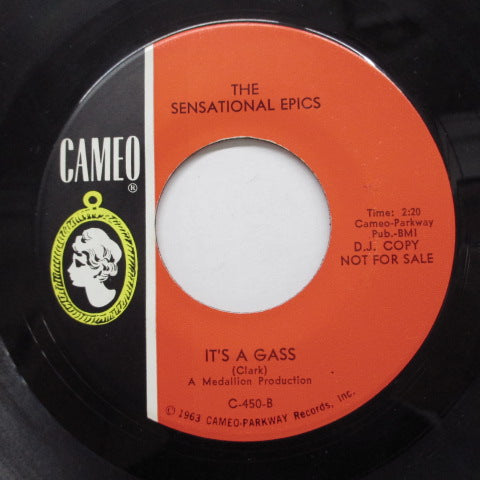 THE
SENSATIONAL EPICS
CAMEO
®
Time: 2:20
Cameo-Parkway
Pub.-BMI
D.J. COPY
NOT FOR SALE
IT'S A GASS
(Clark)
A Medallion Production
C-450-B
© 1963 CAMEO-PARKWAY Records, Inc.